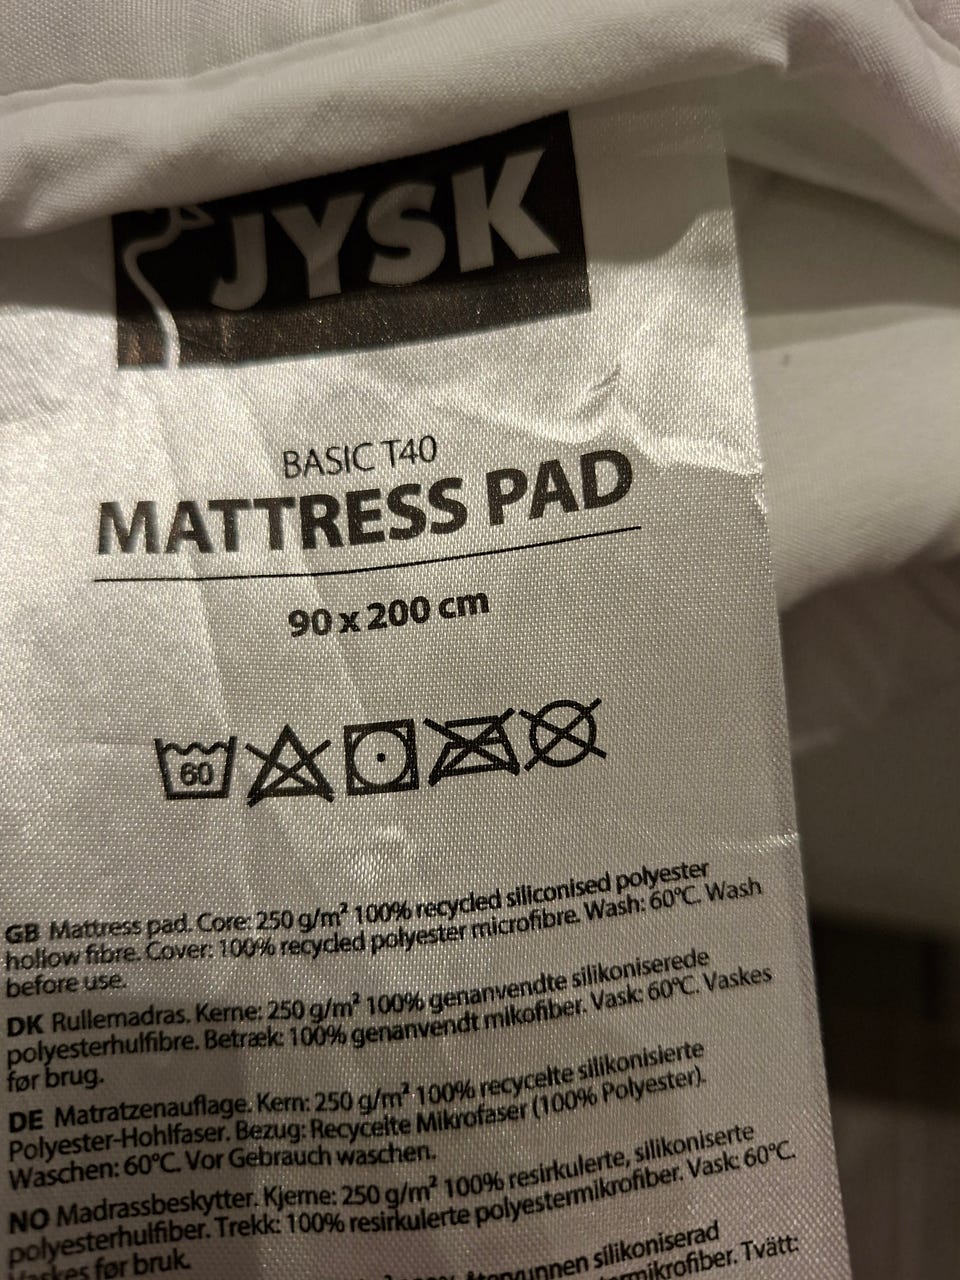 JYSK
BASIC T40
MATTRESS PAD
90 x 200 cm
60
GB Mattress pad. Core: 250 g/m² 100% recycled siliconised polyester
hollow fibre. Cover: 100% recycled polyester microfibre. Wash: 60°C. Wash
before use.
DK Rullemadras. Kerne: 250 g/m² 100% genanvendte silikoniserede
polyesterhulfibre. Betræk: 100% genanvendt mikofiber. Vask: 60°C. Vaskes
før brug.
DE Matratzenauflage. Kern: 250 g/m² 100% recycelte silikonisierte
Polyester-Hohlfaser. Bezug: Recycelte Mikrofaser (100% Polyester).
Waschen: 60°C. Vor Gebrauch waschen.
NO Madrassbeskytter. Kjerne: 250 g/m² 100% resirkulerte, silikoniserte
polyesterhulfiber. Trekk: 100% resirkulerte polyestermikrofiber. Vask: 60°C.
Vaskes før bruk.
återvunnen silikoniserad
Tvätt: